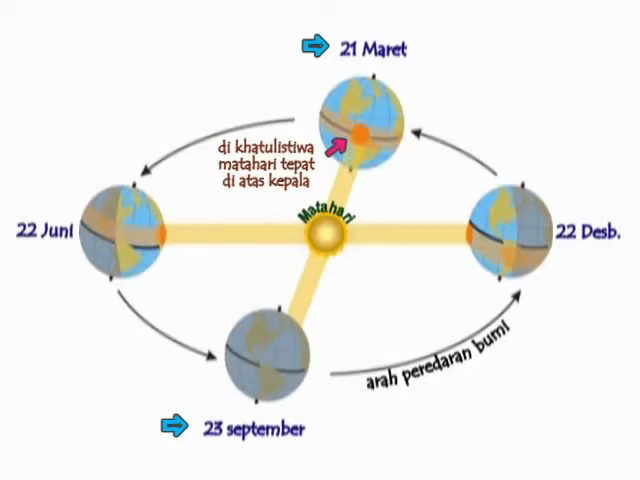 21 Maret
di khatulistiwa
matahari tepat
di atas kepala
Matahari
22 Juni
22 Desb.
arah peredaran bumi
23 september